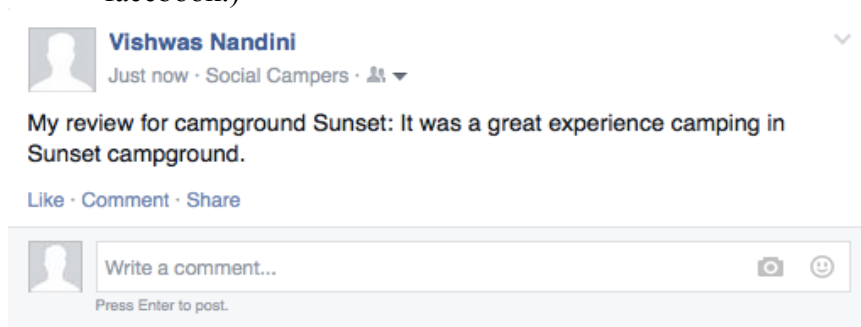 facebook.)
Vishwas Nandini
Just now · Social Campers ·
My review for campground Sunset: It was a great experience camping in
Sunset campground.
Like · Comment · Share
Write a comment...
Press Enter to post.